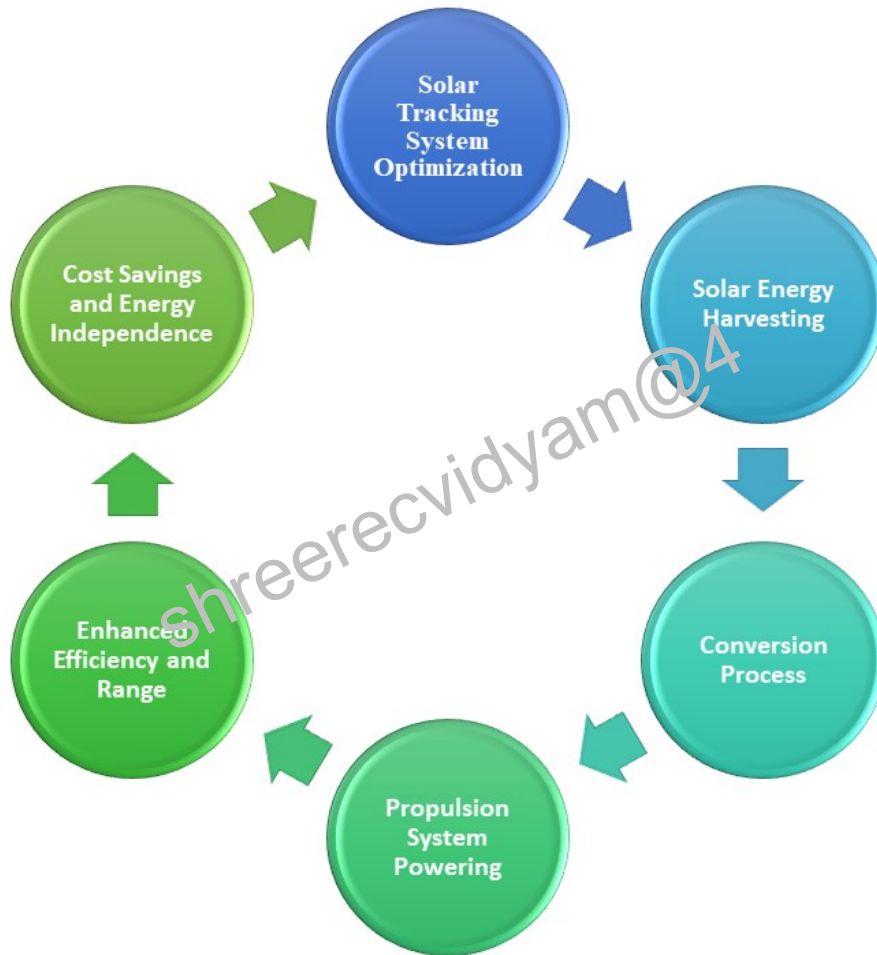 Solar
Tracking
System
Optimization
Solar Energy
Harvesting
Conversion
Process
Propulsion
System
Powering
Enhanced
Efficiency and
Range
Cost Savings
and Energy
Independence
shreerecvidyam@4